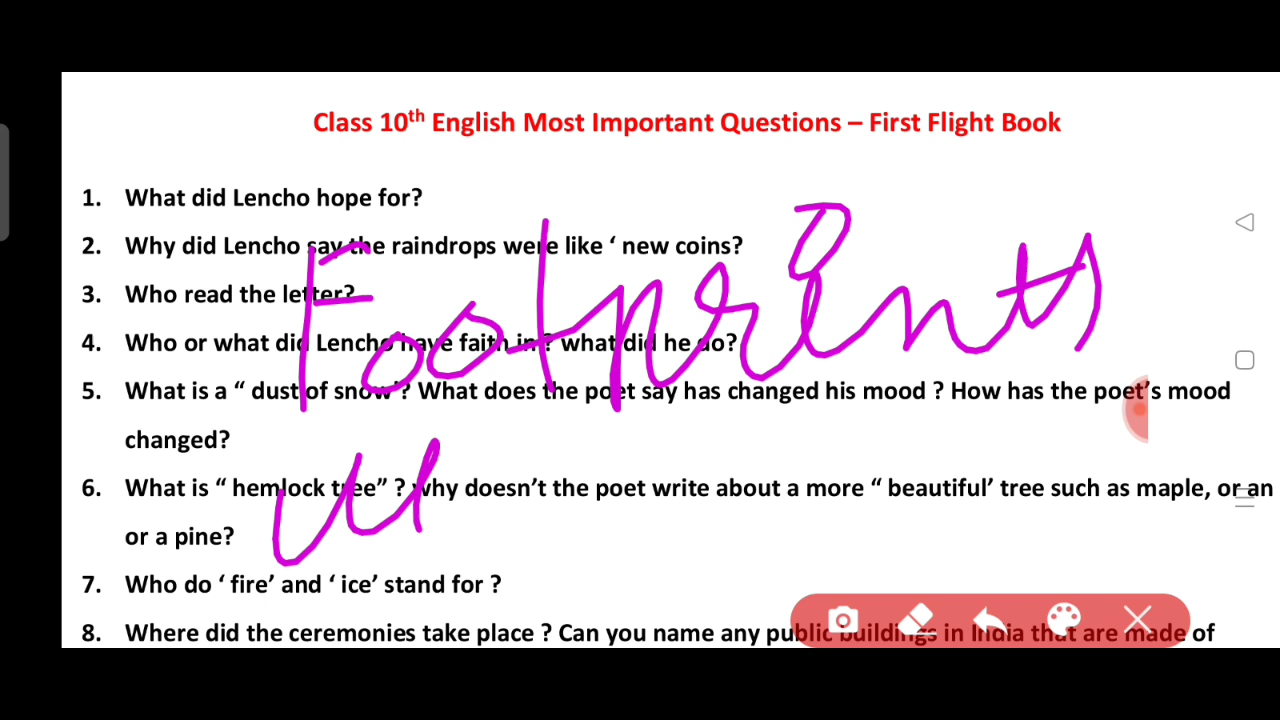 Class 10th English Most Important Questions – First Flight Book
1. What did Lencho hope for?
2. Why did Lencho say the raindrops were like ‘ new coins?
3. Who read the letter?
4. Who or what did Lencho have faith in ? what did he do?
5. What is a “ dust of snow’? What does the poet say has changed his mood ? How has the poet’s mood
changed?
6. What is “ hemlock tree” ? why doesn’t the poet write about a more “ beautiful’ tree such as maple, or an
or a pine?
7. Who do ‘ fire’ and ‘ ice’ stand for ?
8. Where did the ceremonies take place ? Can you name any public buildings in India that are made of
Footprints